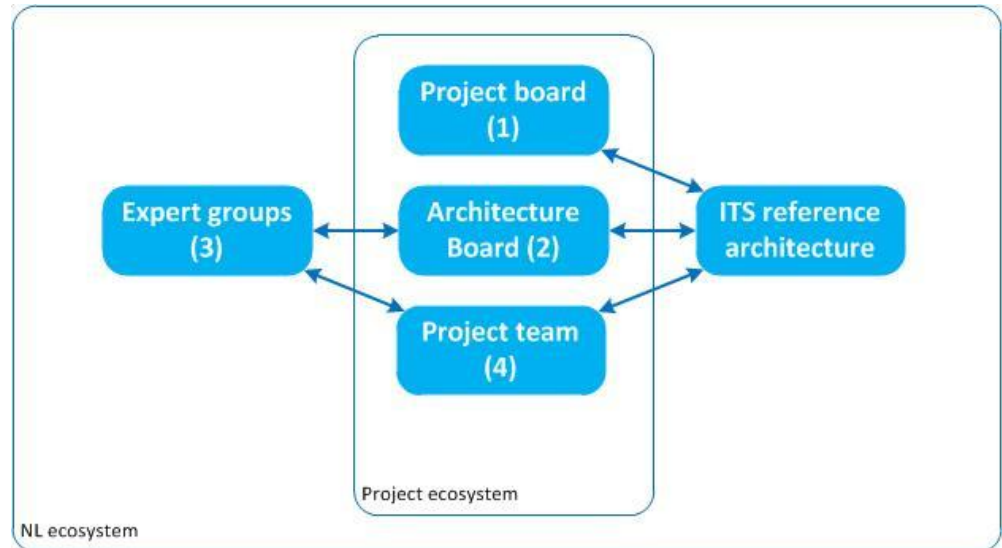 Project board
(1)
Expert groups
(3)
Architecture
Board (2)
ITS reference
architecture
Project team
(4)
Project ecosystem
NL ecosystem